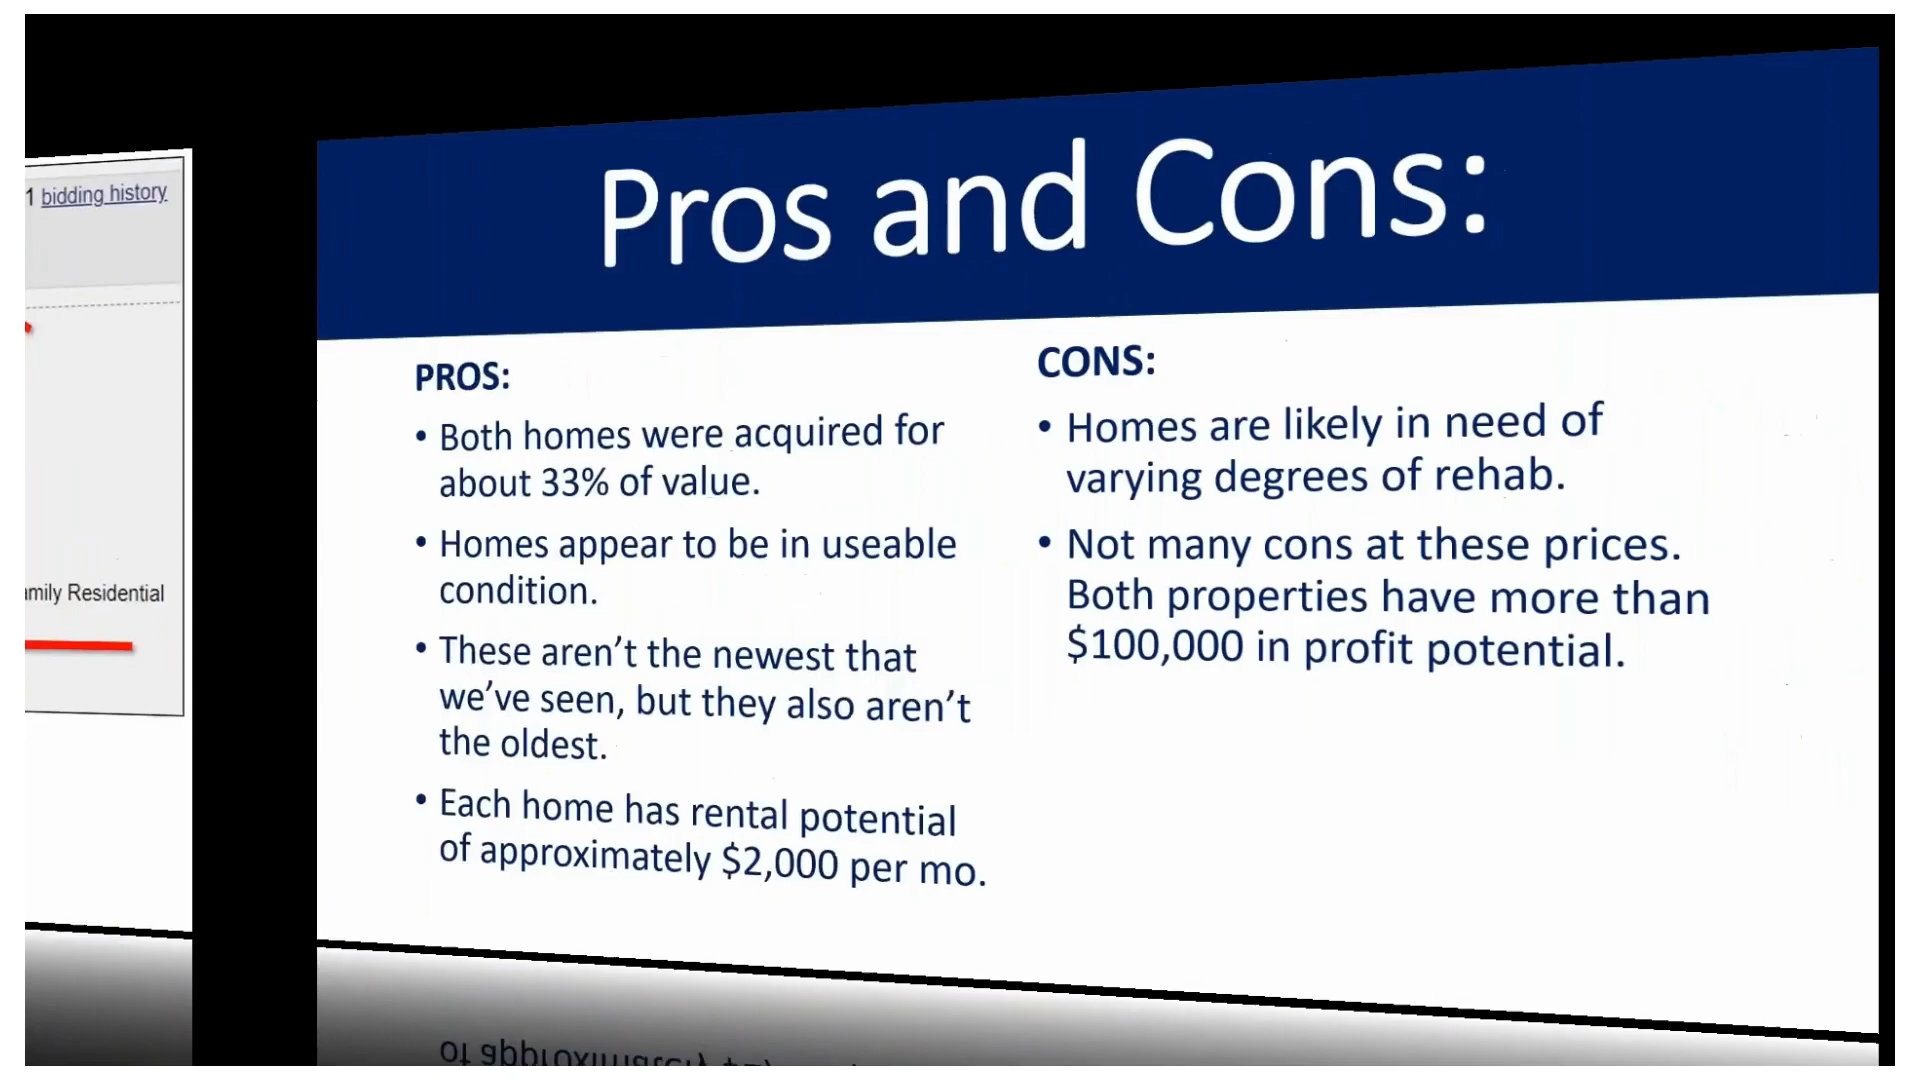 1 bidding history
Family Residential
Pros and Cons:
PROS:
• Both homes were acquired for
about 33% of value.
• Homes appear to be in useable
condition.
• These aren't the newest that
we've seen, but they also aren't
the oldest.
• Each home has rental potential
of approximately $2,000 per mo.
CONS:
• Homes are likely in need of
varying degrees of rehab.
• Not many cons at these prices.
Both properties have more than
$100,000 in profit potential.